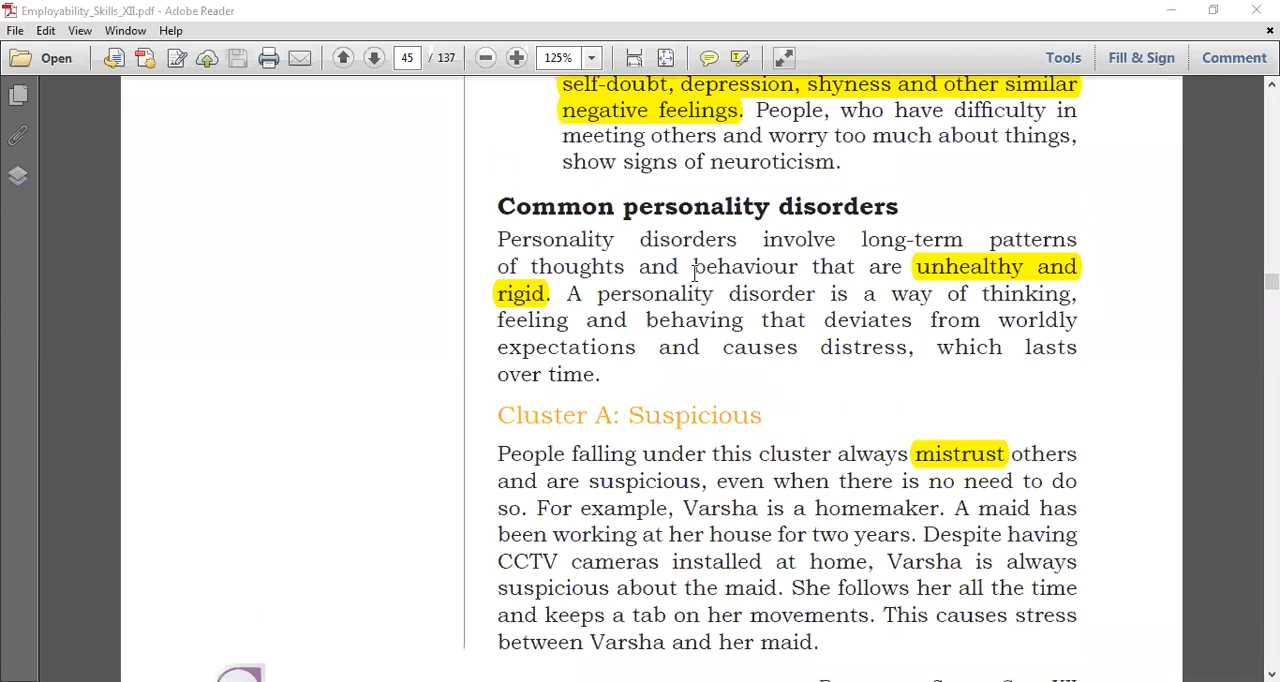 Employability_Skills_XII.pdf - Adobe Reader
File Edit View Window Help
Open 45 / 137 125% Tools Fill & Sign Comment
self-doubt, depression, shyness and other similar
negative feelings. People, who have difficulty in
meeting others and worry too much about things,
show signs of neuroticism.
Common personality disorders
Personality disorders involve long-term patterns
of thoughts and behaviour that are unhealthy and
rigid. A personality disorder is a way of thinking,
feeling and behaving that deviates from worldly
expectations and causes distress, which lasts
over time.
Cluster A: Suspicious
People falling under this cluster always mistrust others
and are suspicious, even when there is no need to do
so. For example, Varsha is a homemaker. A maid has
been working at her house for two years. Despite having
CCTV cameras installed at home, Varsha is always
suspicious about the maid. She follows her all the time
and keeps a tab on her movements. This causes stress
between Varsha and her maid.